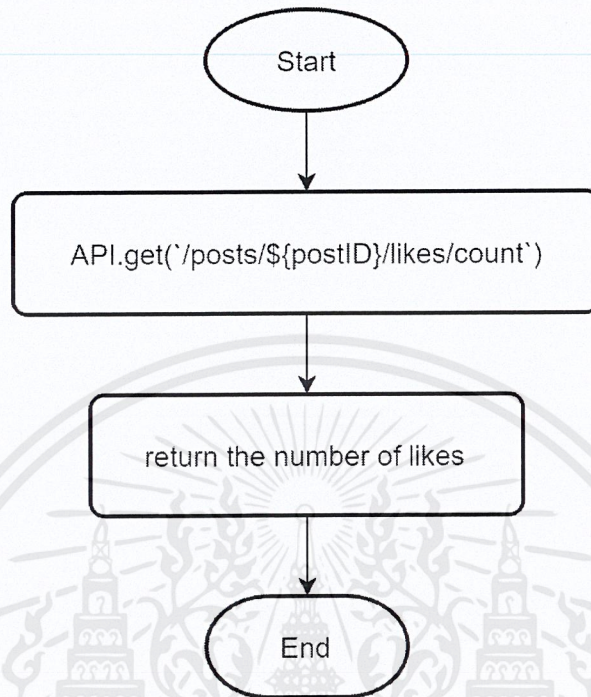 Start
API.get(`/posts/${postID}/likes/count`)
return the number of likes
End